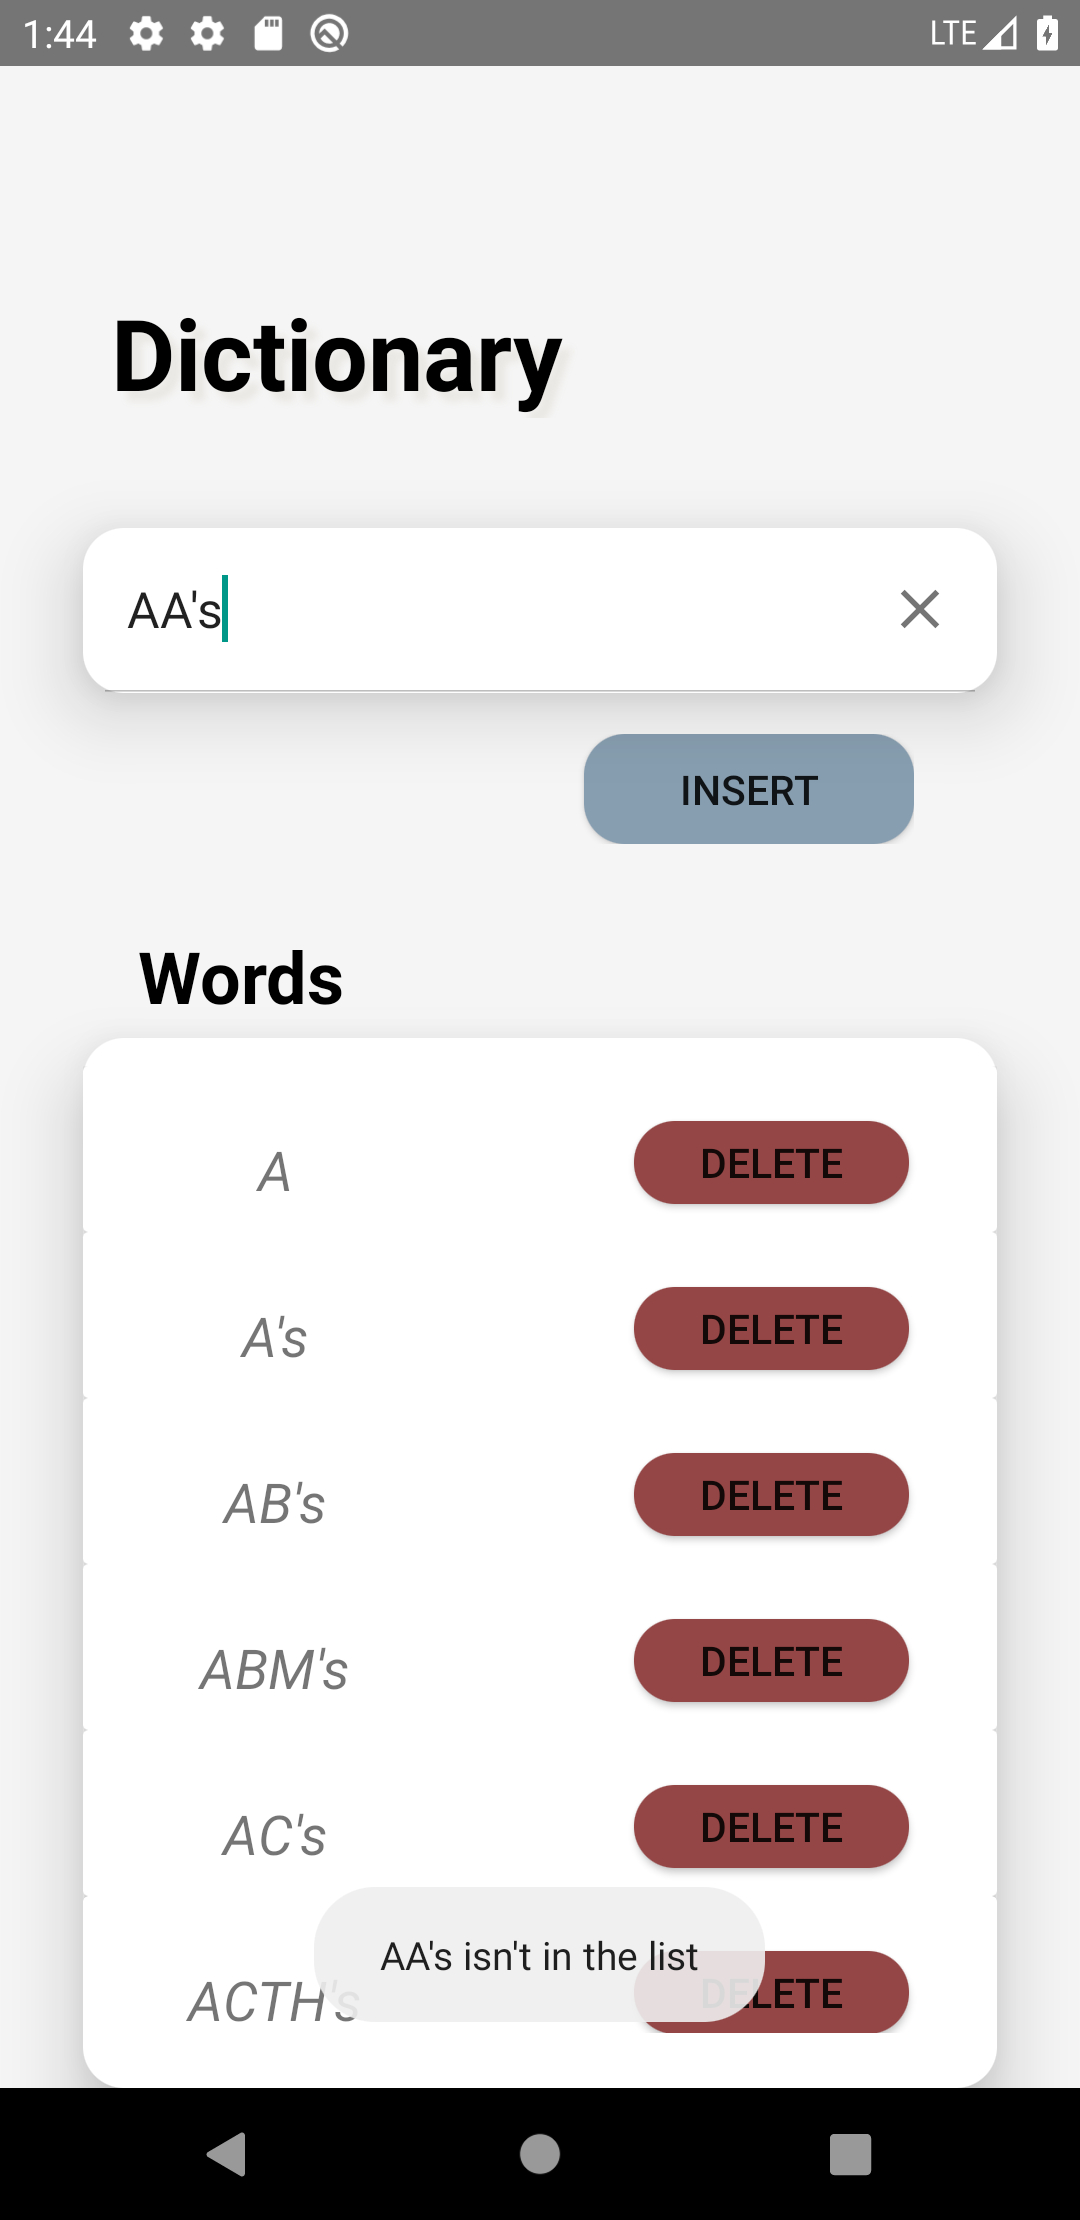 1:44 LTE
Dictionary
AA's
INSERT
Words
A DELETE
A's DELETE
AB's DELETE
ABM's DELETE
AC's DELETE
AA's isn't in the list
ACTH's DELETE